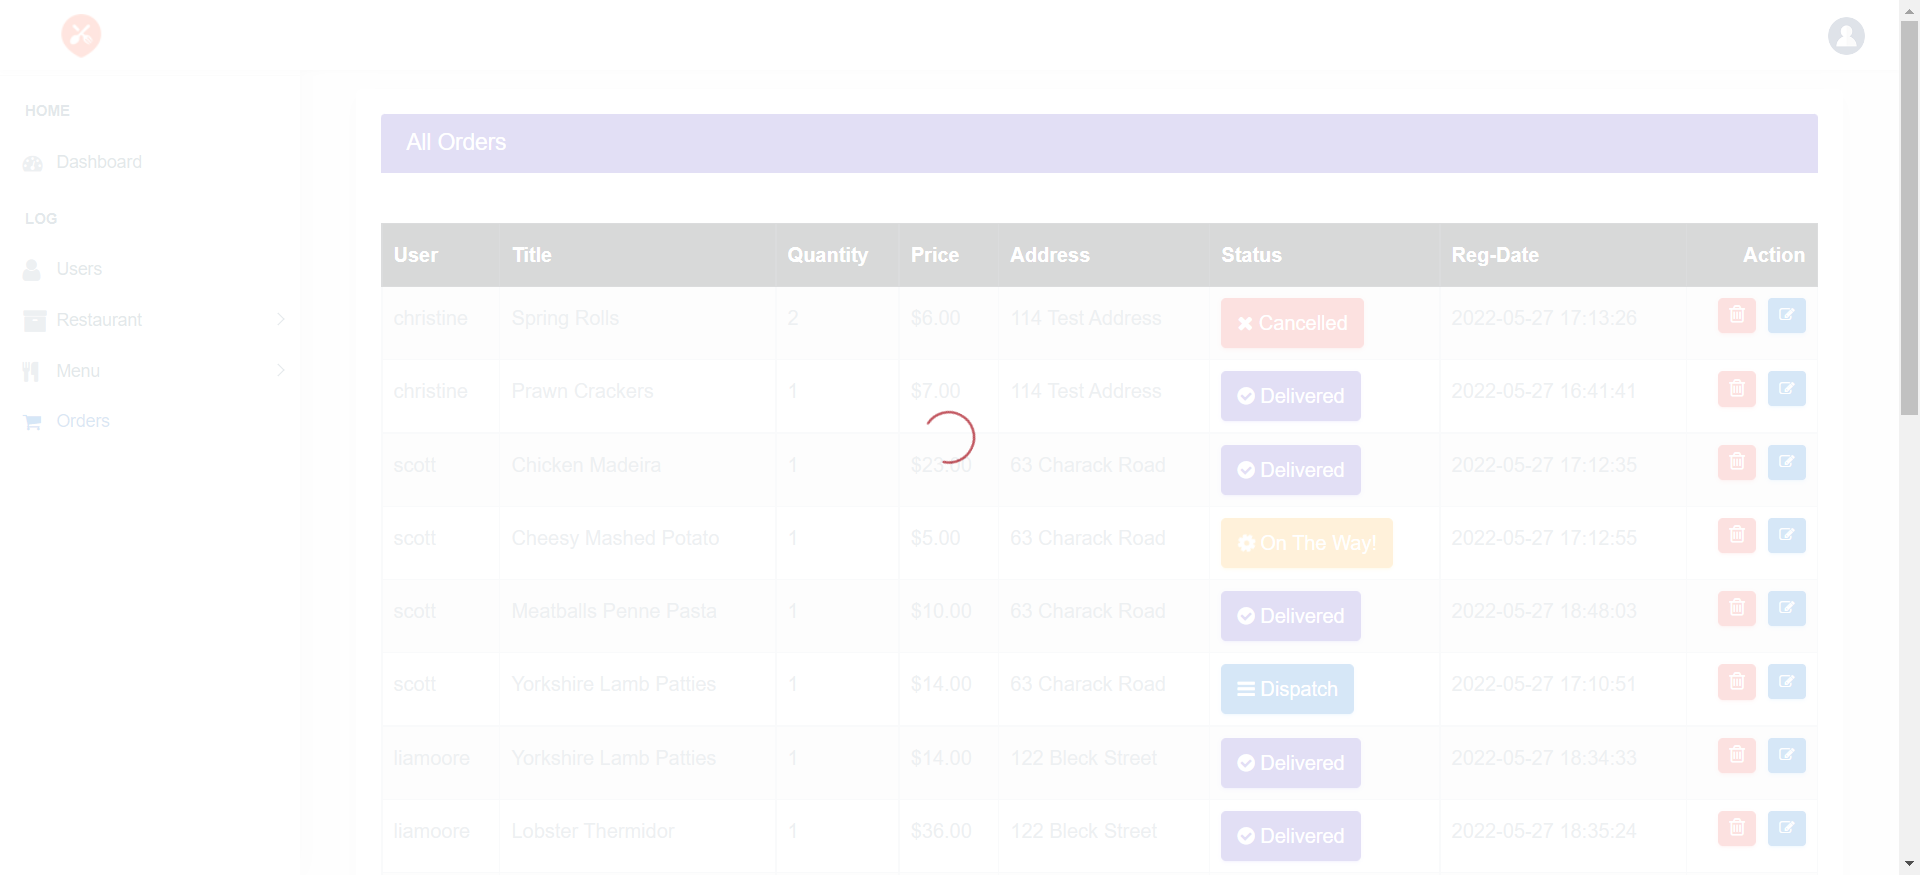 HOME
Dashboard
LOG
Users
Restaurant
Menu
Orders
All Orders
User Title Quantity Price Address Status Reg-Date Action
christine Spring Rolls 2 $6.00 114 Test Address Cancelled 2022-05-27 17:13:26
christine Prawn Crackers 1 $7.00 114 Test Address Delivered 2022-05-27 16:41:41
scott Chicken Madeira 1 $23.00 63 Charack Road Delivered 2022-05-27 17:12:35
scott Cheesy Mashed Potato 1 $5.00 63 Charack Road On The Way! 2022-05-27 17:12:55
scott Meatballs Penne Pasta 1 $10.00 63 Charack Road Delivered 2022-05-27 18:48:03
scott Yorkshire Lamb Patties 1 $14.00 63 Charack Road Dispatch 2022-05-27 17:10:51
liamoore Yorkshire Lamb Patties 1 $14.00 122 Bleck Street Delivered 2022-05-27 18:34:33
liamoore Lobster Thermidor 1 $36.00 122 Bleck Street Delivered 2022-05-27 18:35:24